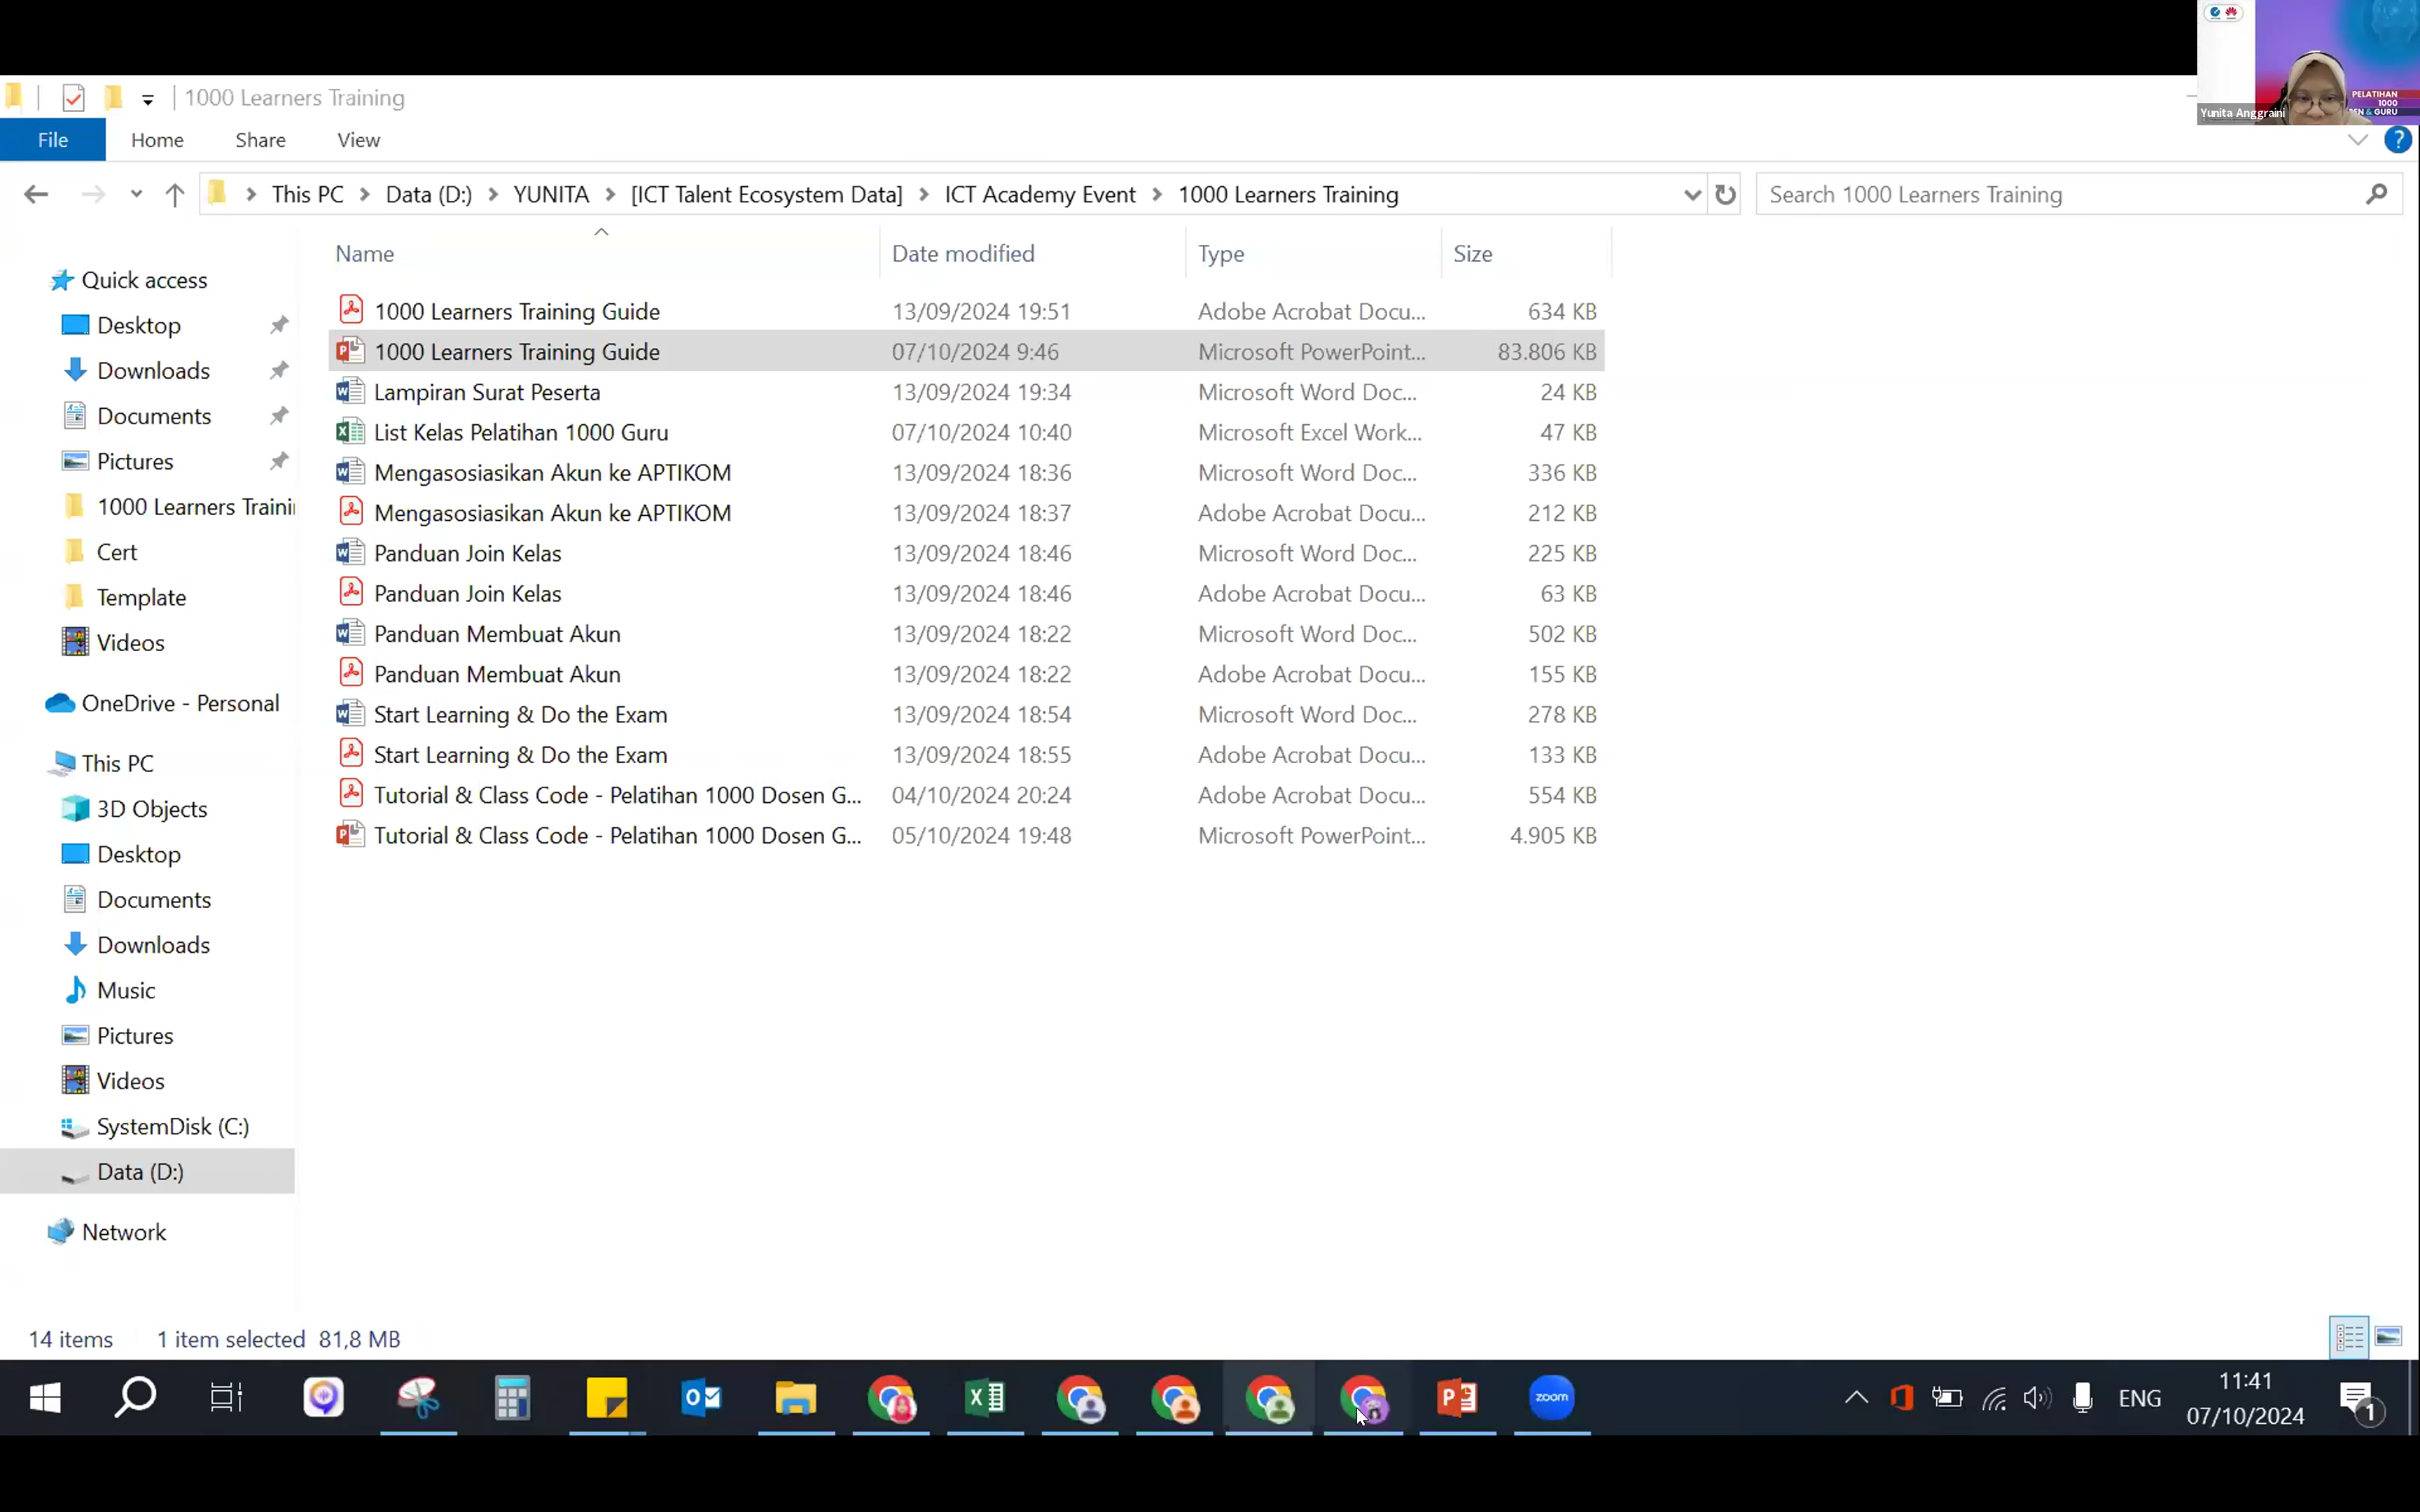 PELATIHAN
1000
Yunita Anggraini
& GURU
1000 Learners Training
File Home Share View
This PC Data (D:) YUNITA [ICT Talent Ecosystem Data] ICT Academy Event 1000 Learners Training
Search 1000 Learners Training
Name Date modified Type Size
Quick access
Desktop
Downloads
Documents
Pictures
1000 Learners Traini
Cert
Template
Videos
OneDrive - Personal
This PC
3D Objects
Desktop
Documents
Downloads
Music
Pictures
Videos
SystemDisk (C:)
Data (D:)
Network
1000 Learners Training Guide 13/09/2024 19:51 Adobe Acrobat Docu... 634 KB
1000 Learners Training Guide 07/10/2024 9:46 Microsoft PowerPoint... 83.806 KB
Lampiran Surat Peserta 13/09/2024 19:34 Microsoft Word Doc... 24 KB
List Kelas Pelatihan 1000 Guru 07/10/2024 10:40 Microsoft Excel Work... 47 KB
Mengasosiasikan Akun ke APTIKOM 13/09/2024 18:36 Microsoft Word Doc... 336 KB
Mengasosiasikan Akun ke APTIKOM 13/09/2024 18:37 Adobe Acrobat Docu... 212 KB
Panduan Join Kelas 13/09/2024 18:46 Microsoft Word Doc... 225 KB
Panduan Join Kelas 13/09/2024 18:46 Adobe Acrobat Docu... 63 KB
Panduan Membuat Akun 13/09/2024 18:22 Microsoft Word Doc... 502 KB
Panduan Membuat Akun 13/09/2024 18:22 Adobe Acrobat Docu... 155 KB
Start Learning & Do the Exam 13/09/2024 18:54 Microsoft Word Doc... 278 KB
Start Learning & Do the Exam 13/09/2024 18:55 Adobe Acrobat Docu... 133 KB
Tutorial & Class Code - Pelatihan 1000 Dosen G... 04/10/2024 20:24 Adobe Acrobat Docu... 554 KB
Tutorial & Class Code - Pelatihan 1000 Dosen G... 05/10/2024 19:48 Microsoft PowerPoint... 4.905 KB
14 items 1 item selected 81,8 MB
zoom
ENG
11:41
07/10/2024
1